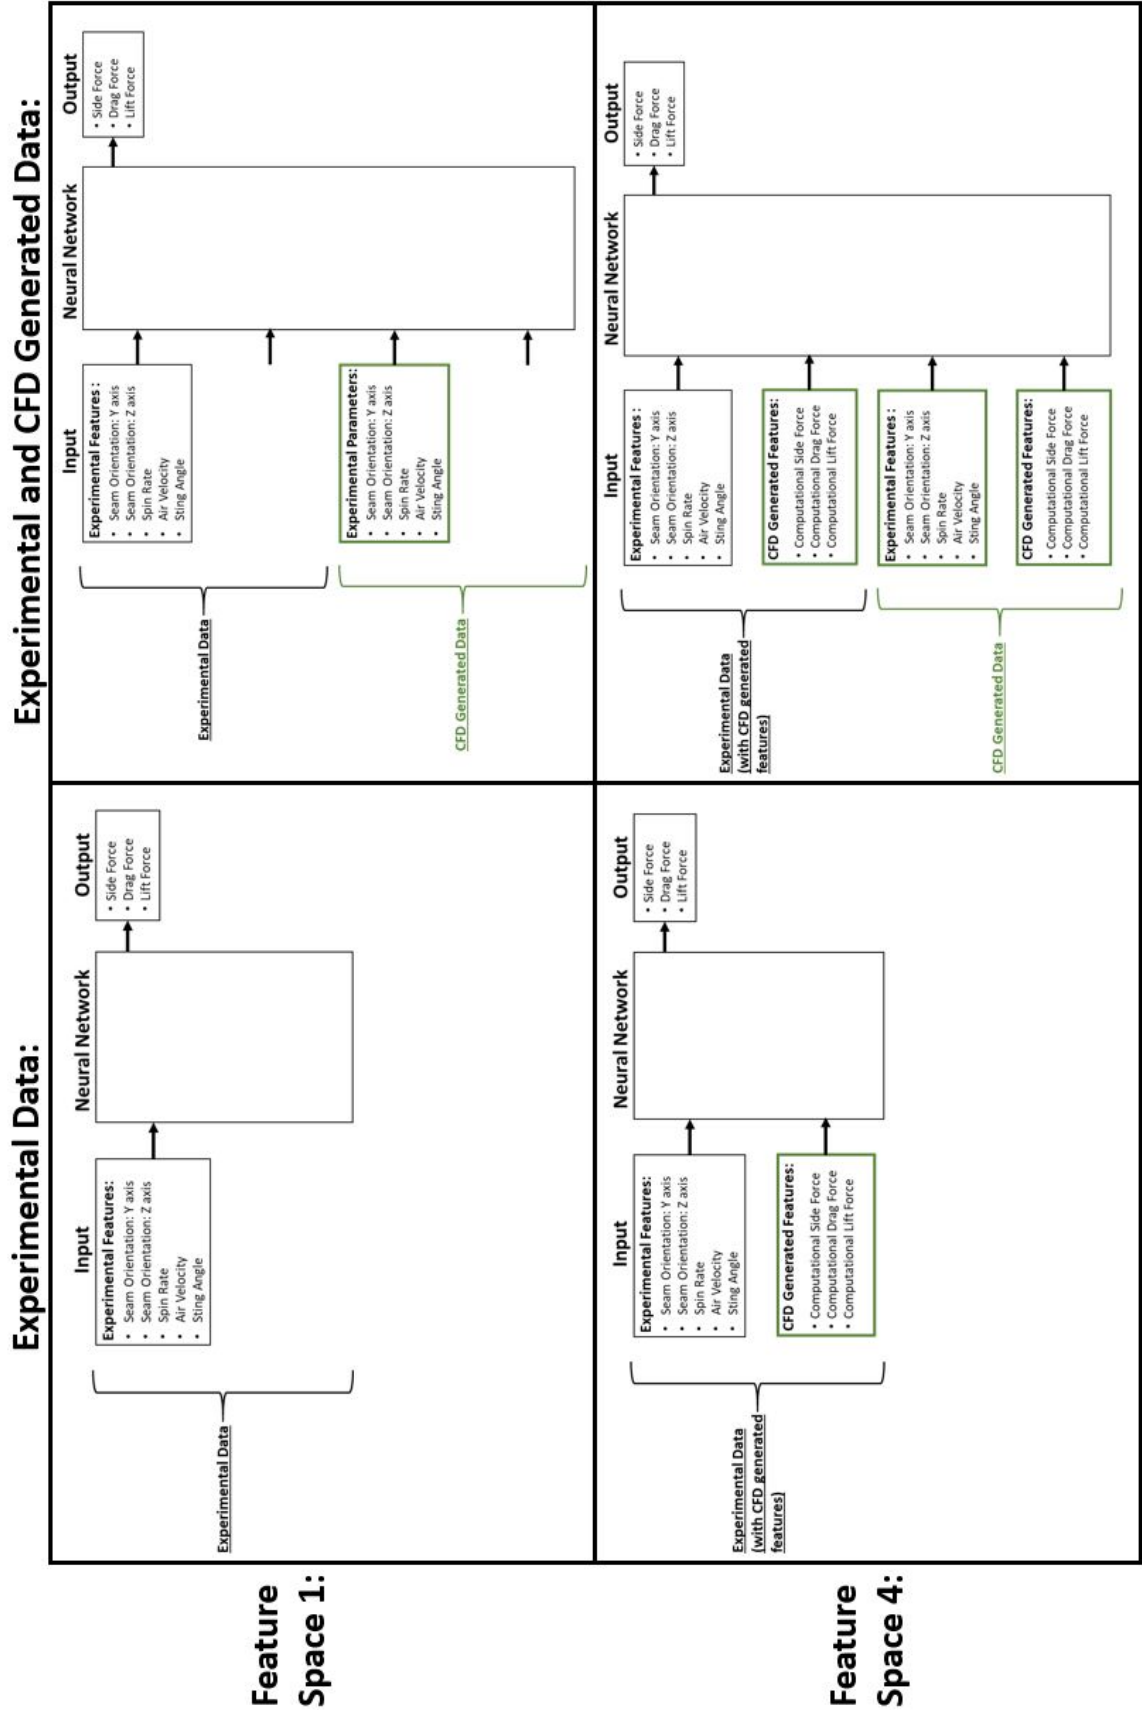 Experimental Data:
Experimental and CFD Generated Data:
Feature
Space 1:
Experimental Data
Input
Experimental Features:
• Seam Orientation: Y axis
• Seam Orientation: Z axis
• Spin Rate
• Air Velocity
• Sting Angle
Neural Network
Output
• Side Force
• Drag Force
• Lift Force
Experimental Data
CFD Generated Data
Input
Experimental Features :
• Seam Orientation: Y axis
• Seam Orientation: Z axis
• Spin Rate
• Air Velocity
• Sting Angle
Experimental Parameters:
• Seam Orientation: Y axis
• Seam Orientation: Z axis
• Spin Rate
• Air Velocity
• Sting Angle
Neural Network
Output
• Side Force
• Drag Force
• Lift Force
Feature
Space 4:
Experimental Data
(with CFD generated
features)
Input
Experimental Features:
• Seam Orientation: Y axis
• Seam Orientation: Z axis
• Spin Rate
• Air Velocity
• Sting Angle
CFD Generated Features:
• Computational Side Force
• Computational Drag Force
• Computational Lift Force
Neural Network
Output
• Side Force
• Drag Force
• Lift Force
Experimental Data
(with CFD generated
features)
CFD Generated Data
Input
Experimental Features :
• Seam Orientation: Y axis
• Seam Orientation: Z axis
• Spin Rate
• Air Velocity
• Sting Angle
CFD Generated Features:
• Computational Side Force
• Computational Drag Force
• Computational Lift Force
Experimental Features :
• Seam Orientation: Y axis
• Seam Orientation: Z axis
• Spin Rate
• Air Velocity
• Sting Angle
CFD Generated Features:
• Computational Side Force
• Computational Drag Force
• Computational Lift Force
Neural Network
Output
• Side Force
• Drag Force
• Lift Force